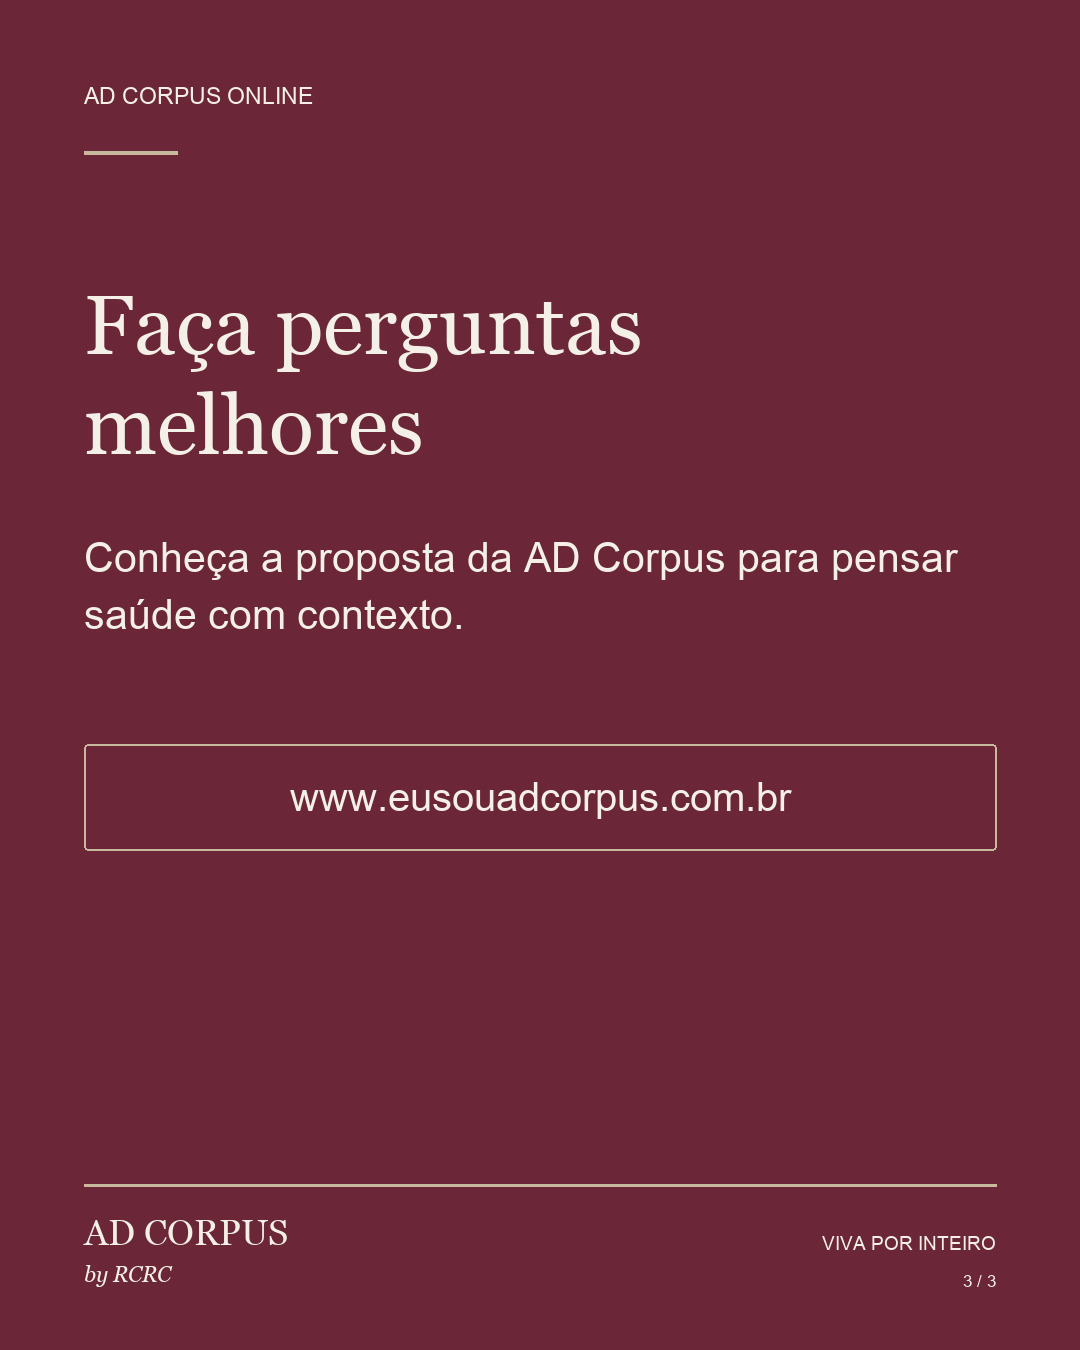 AD CORPUS ONLINE
Faça perguntas
melhores
Conheça a proposta da AD Corpus para pensar
saúde com contexto.
www.eusouadcorpus.com.br
AD CORPUS
by RCRC
VIVA POR INTEIRO
3 / 3